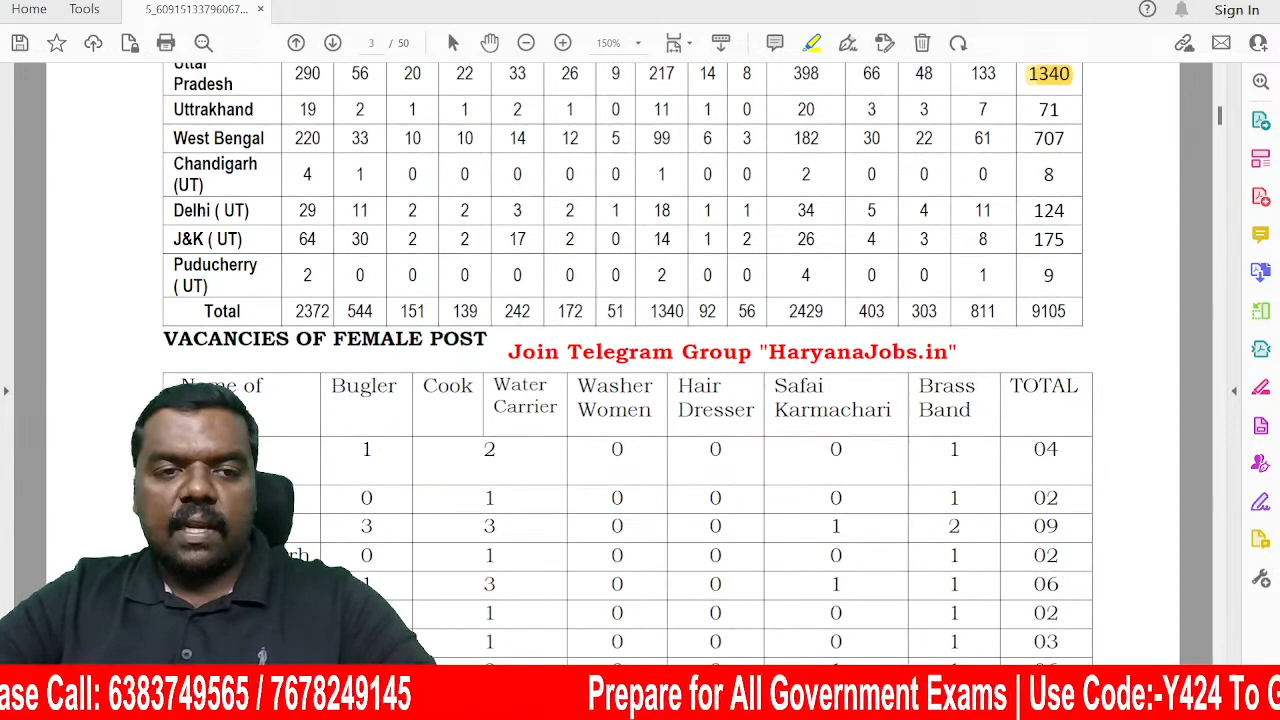 Home Tools 5_60915133796067... × Sign In
3 / 50 150%
Uttar Pradesh 290 56 20 22 33 26 9 217 14 8 398 66 48 133 1340
Uttrakhand 19 2 1 1 2 1 0 11 1 0 20 3 3 7 71
West Bengal 220 33 10 10 14 12 5 99 6 3 182 30 22 61 707
Chandigarh (UT) 4 1 0 0 0 0 0 1 0 0 2 0 0 0 8
Delhi ( UT) 29 11 2 2 3 2 1 18 1 1 34 5 4 11 124
J&K ( UT) 64 30 2 2 17 2 0 14 1 2 26 4 3 8 175
Puducherry ( UT) 2 0 0 0 0 0 0 2 0 0 4 0 0 1 9
Total 2372 544 151 139 242 172 51 1340 92 56 2429 403 303 811 9105
VACANCIES OF FEMALE POST
Join Telegram Group "HaryanaJobs.in"
Name of Bugler Cook Water Carrier Washer Women Hair Dresser Safai Karmachari Brass Band TOTAL
1 2 0 0 0 1 04
0 1 0 0 0 1 02
3 3 0 0 1 2 09
0 1 0 0 0 1 02
1 3 0 0 1 1 06
1 0 0 0 1 02
1 0 0 0 1 03
ase Call: 6383749565 / 7678249145 Prepare for All Government Exams | Use Code:-Y424 To G